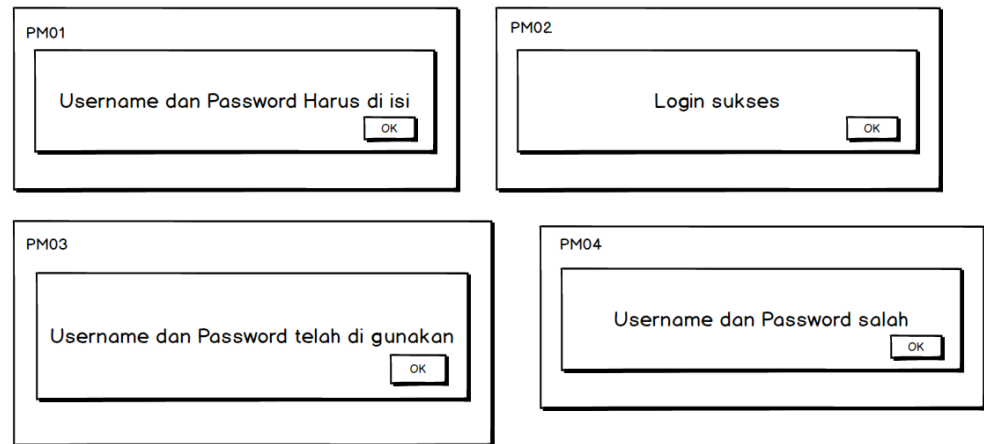 PM01
Username dan Password Harus di isi
OK
PM02
Login sukses
OK
PM03
Username dan Password telah di gunakan
OK
PM04
Username dan Password salah
OK